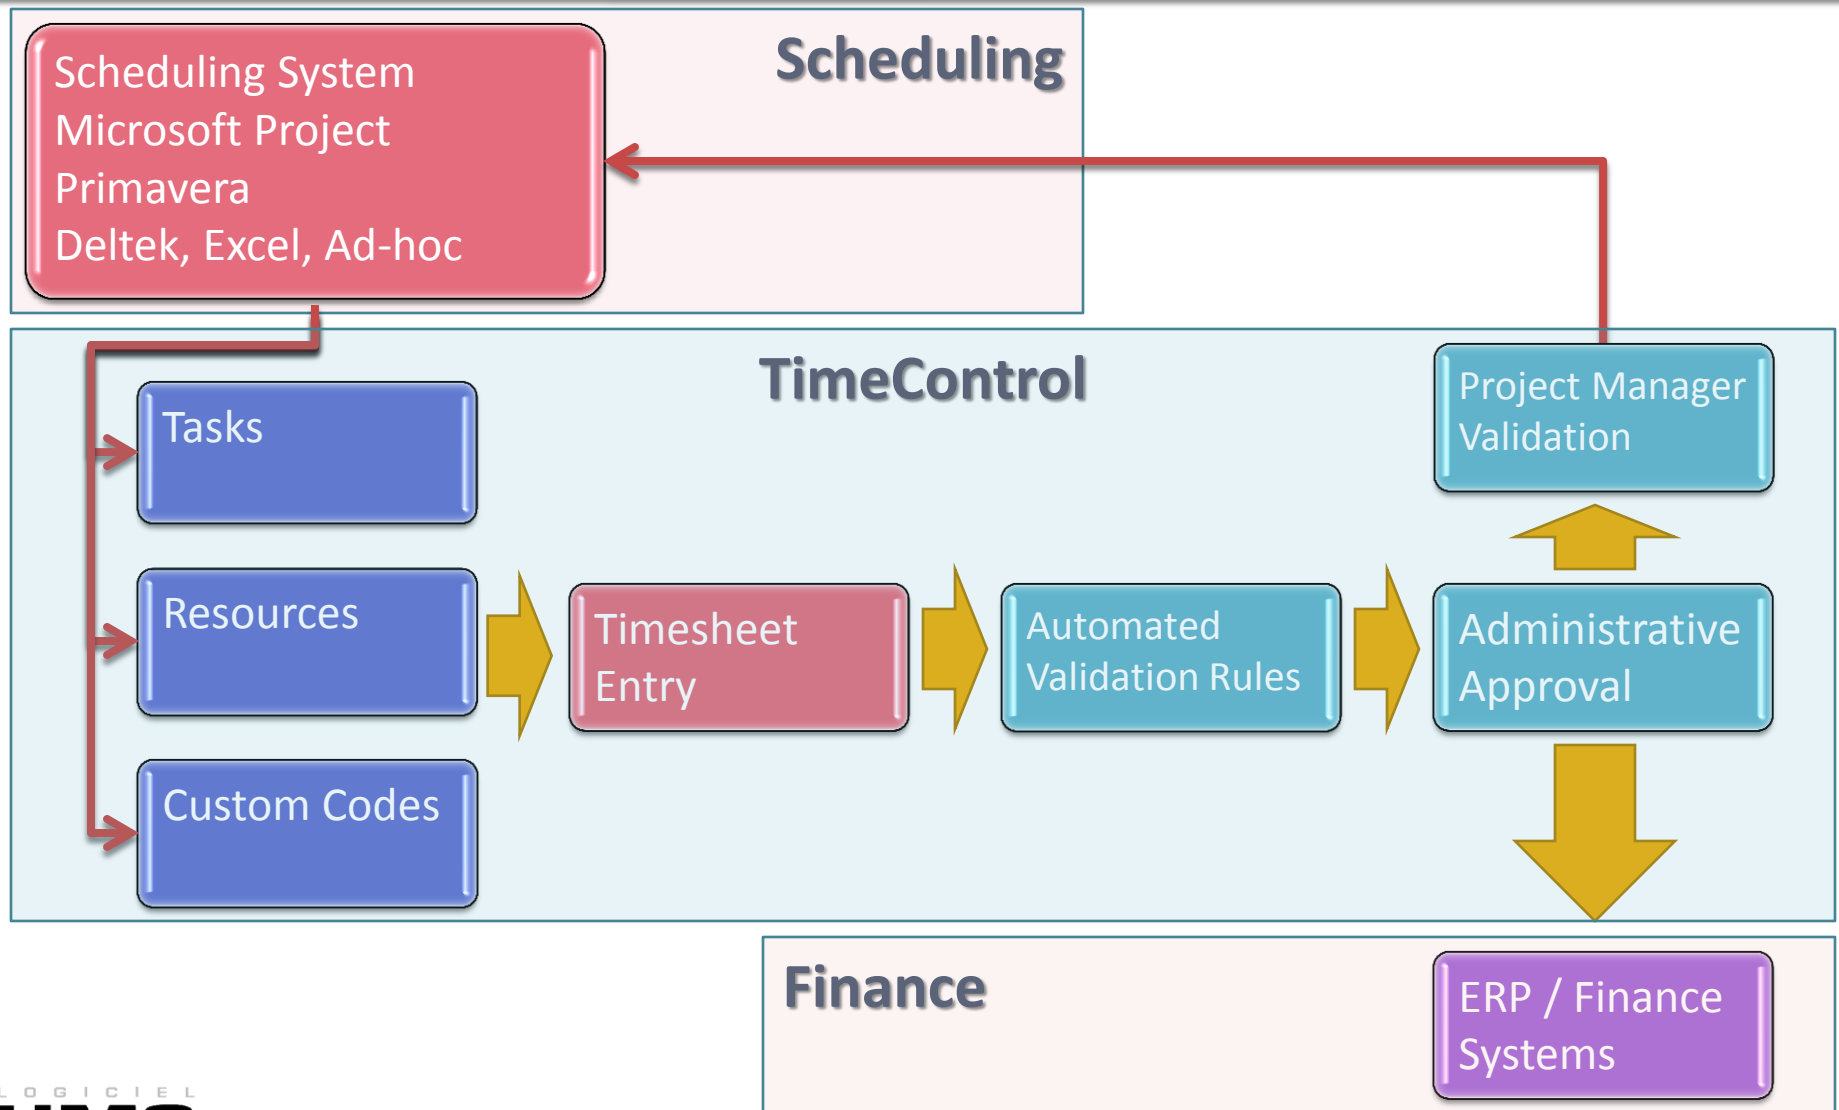 Scheduling
Scheduling System
Microsoft Project
Primavera
Deltek, Excel, Ad-hoc
TimeControl
Tasks
Resources
Custom Codes
Timesheet
Entry
Automated
Validation Rules
Project Manager
Validation
Administrative
Approval
Finance
ERP / Finance
Systems
LOGICIEL